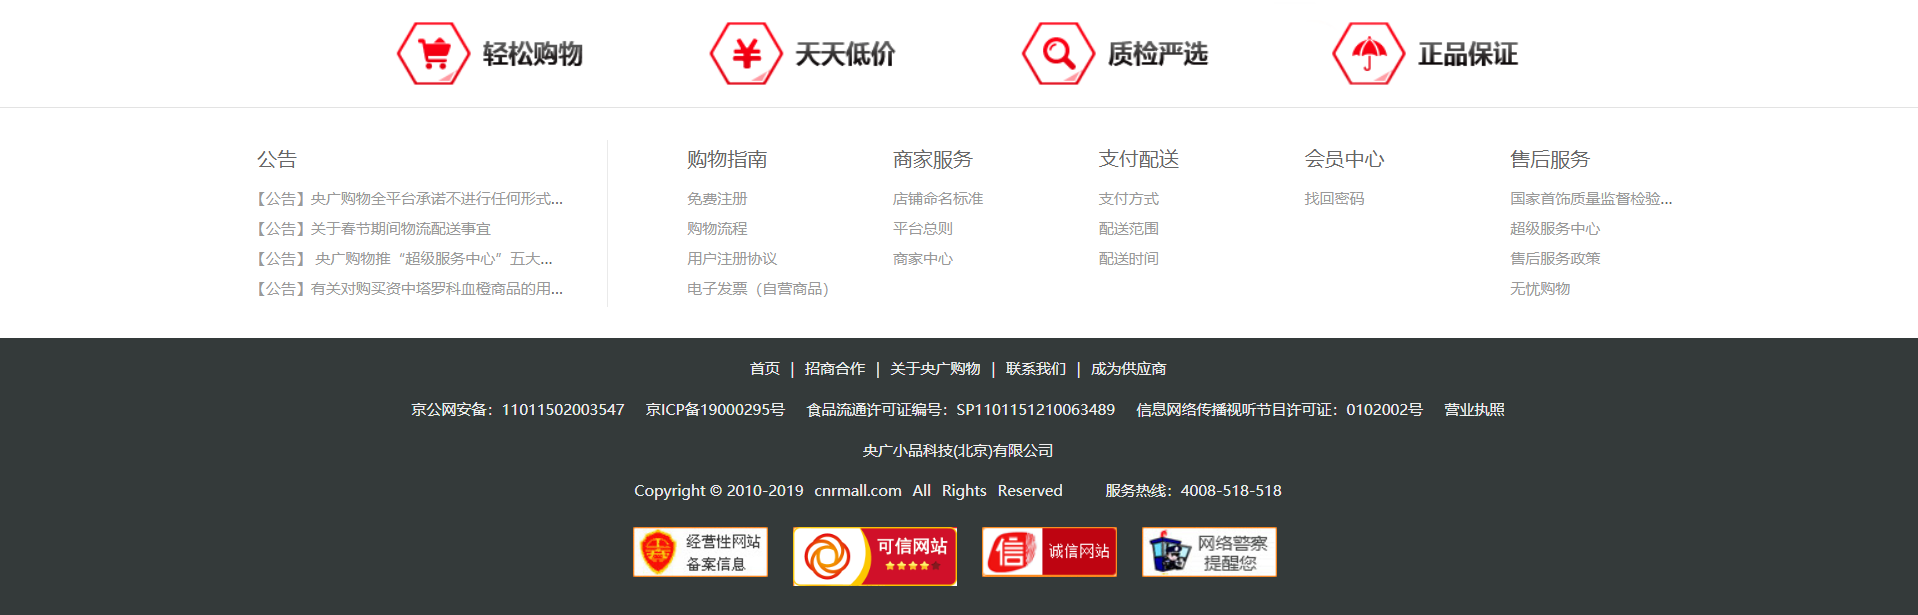 轻松购物 天天低价 质检严选 正品保证
公告
【公告】央广购物全平台承诺不进行任何形式...
【公告】关于春节期间物流配送事宜
【公告】 央广购物推“超级服务中心”五大...
【公告】有关对购买资中塔罗科血橙商品的用...
购物指南
免费注册
购物流程
用户注册协议
电子发票（自营商品）
商家服务
店铺命名标准
平台总则
商家中心
支付配送
支付方式
配送范围
配送时间
会员中心
找回密码
售后服务
国家首饰质量监督检验...
超级服务中心
售后服务政策
无忧购物
首页 | 招商合作 | 关于央广购物 | 联系我们 | 成为供应商
京公网安备：11011502003547 京ICP备19000295号 食品流通许可证编号：SP1101151210063489 信息网络传播视听节目许可证：0102002号 营业执照
央广小品科技(北京)有限公司
Copyright © 2010-2019 cnrmall.com All Rights Reserved 服务热线：4008-518-518
经营性网站
备案信息
可信网站
信 诚信网站
网络警察
提醒您